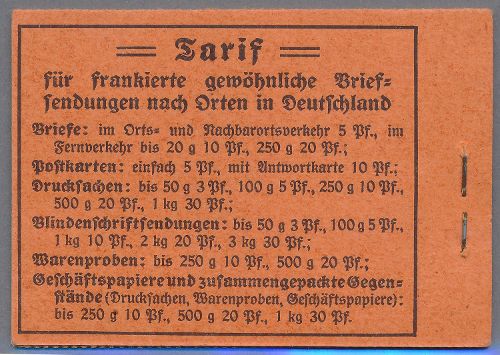 Tarif
für frankierte gewöhnliche Brief-
sendungen nach Orten in Deutschland
Briefe: im Orts- und Nachbarortsverkehr 5 Pf., im
Fernverkehr bis 20 g 10 Pf., 250 g 20 Pf.;
Postkarten: einfach 5 Pf., mit Antwortkarte 10 Pf.;
Drucksachen: bis 50 g 3 Pf., 100 g 5 Pf., 250 g 10 Pf.,
500 g 20 Pf., 1 kg 30 Pf.;
Blindenschriftsendungen: bis 50 g 3 Pf., 100 g 5 Pf.,
1 kg 10 Pf., 2 kg 20 Pf., 3 kg 30 Pf.;
Warenproben: bis 250 g 10 Pf., 500 g 20 Pf.;
Geschäftspapiere und zusammengepackte Gegen-
stände (Drucksachen, Warenproben, Geschäftspapiere):
bis 250 g 10 Pf., 500 g 20 Pf., 1 kg 30 Pf.